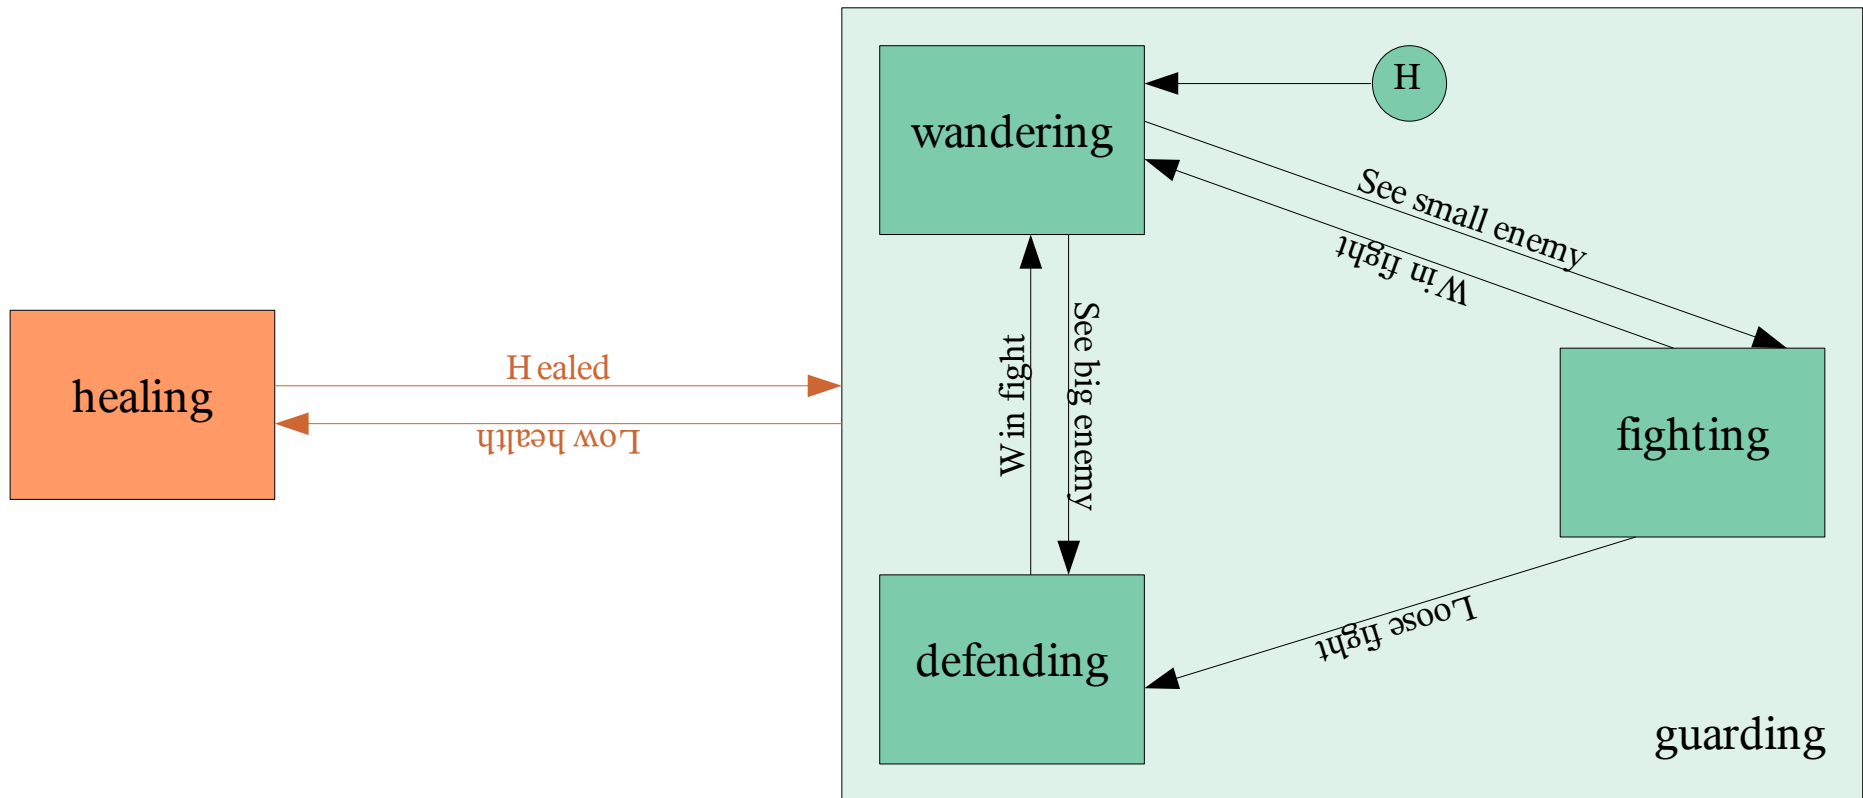 H
wandering
See small enemy
Win fight
See big enemy
Win fight
healing
Healed
Low health
fighting
defending
Loose fight
guarding